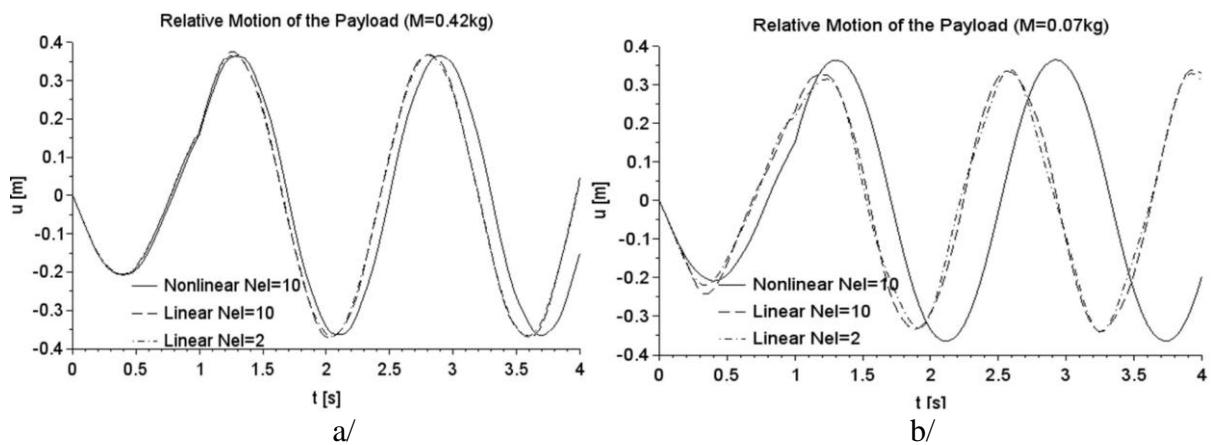 Relative Motion of the Payload (M=0.42kg)
0.4
0.3
0.2
0.1
0
-0.1
-0.2
-0.3
-0.4
u [m]
Nonlinear Nel=10
Linear Nel=10
Linear Nel=2
0 0.5 1 1.5 2 2.5 3 3.5 4
t [s]
a/
Relative Motion of the Payload (M=0.07kg)
0.4
0.3
0.2
0.1
0
-0.1
-0.2
-0.3
-0.4
u [m]
Nonlinear Nel=10
Linear Nel=10
Linear Nel=2
0 0.5 1 1.5 2 2.5 3 3.5 4
t [s]
b/